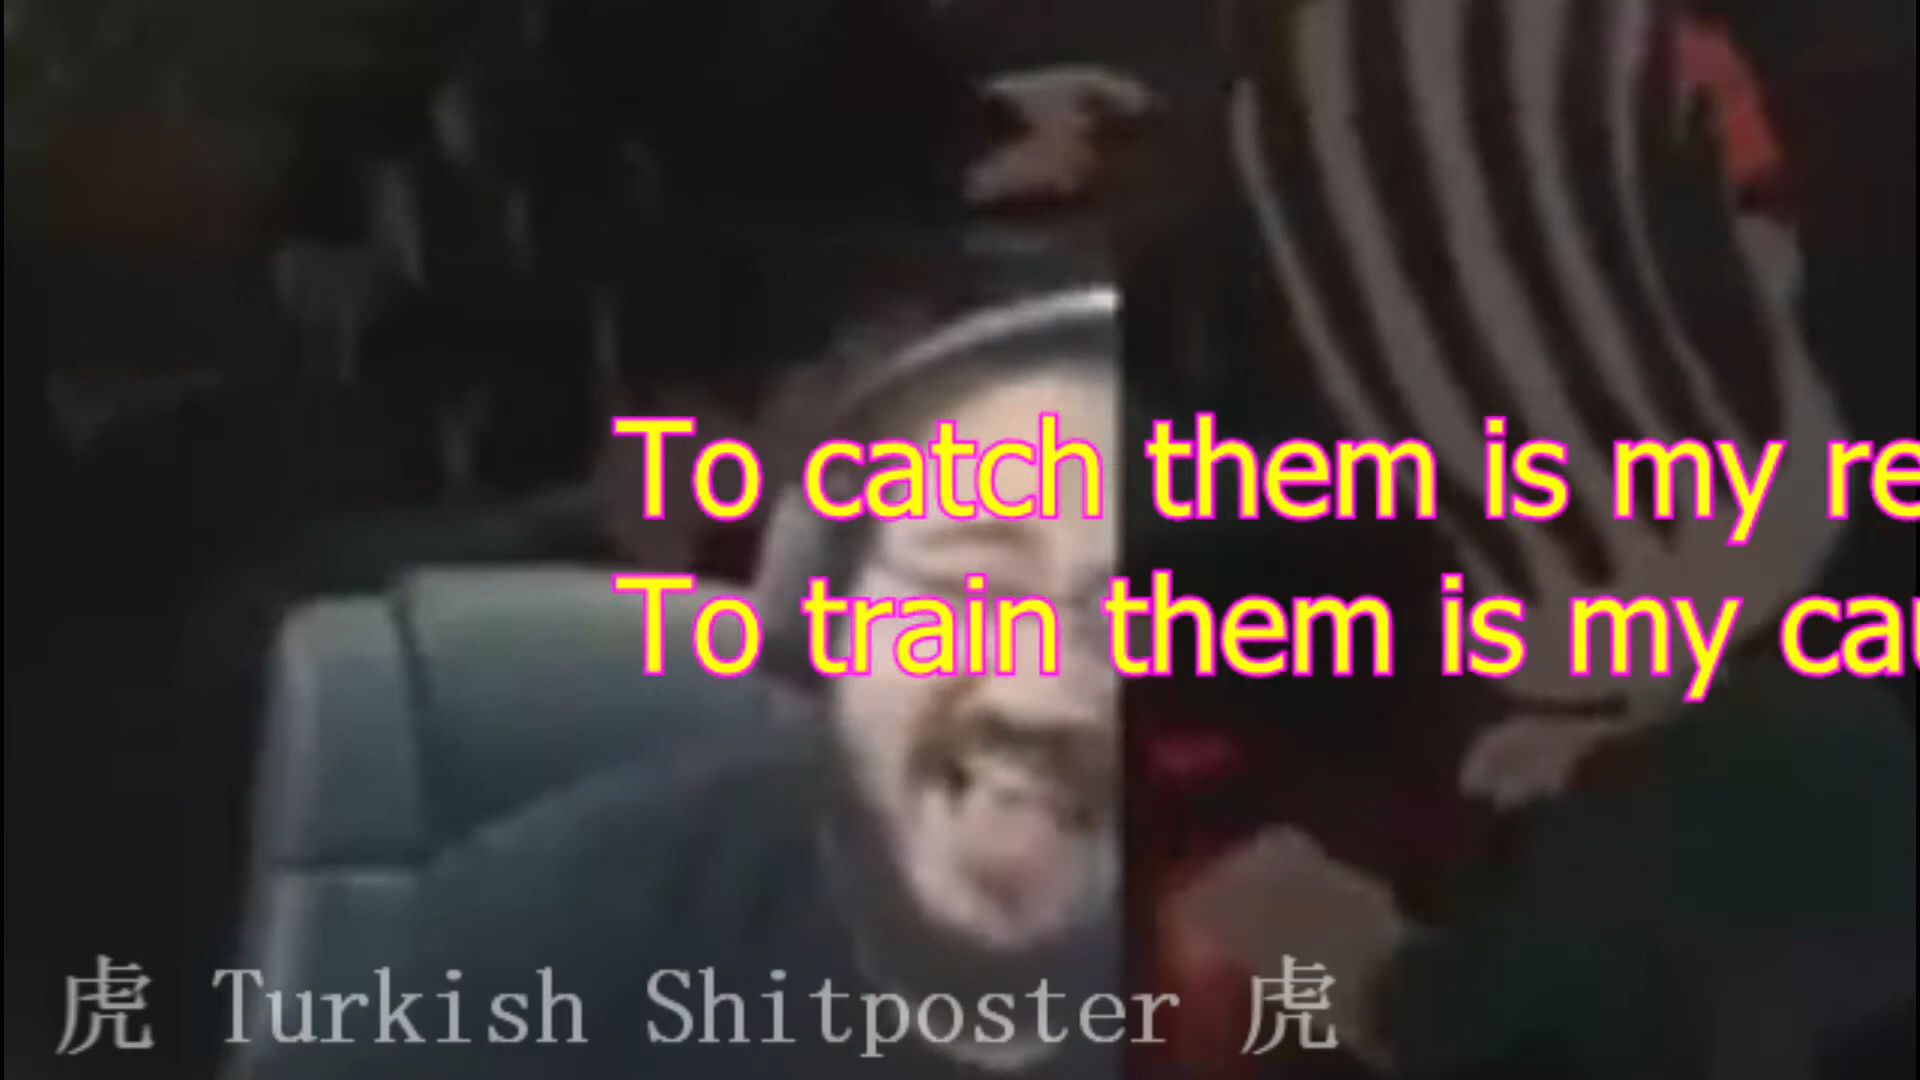 To catch them is my re
To train them is my cau
虎 Turkish Shitposter 虎